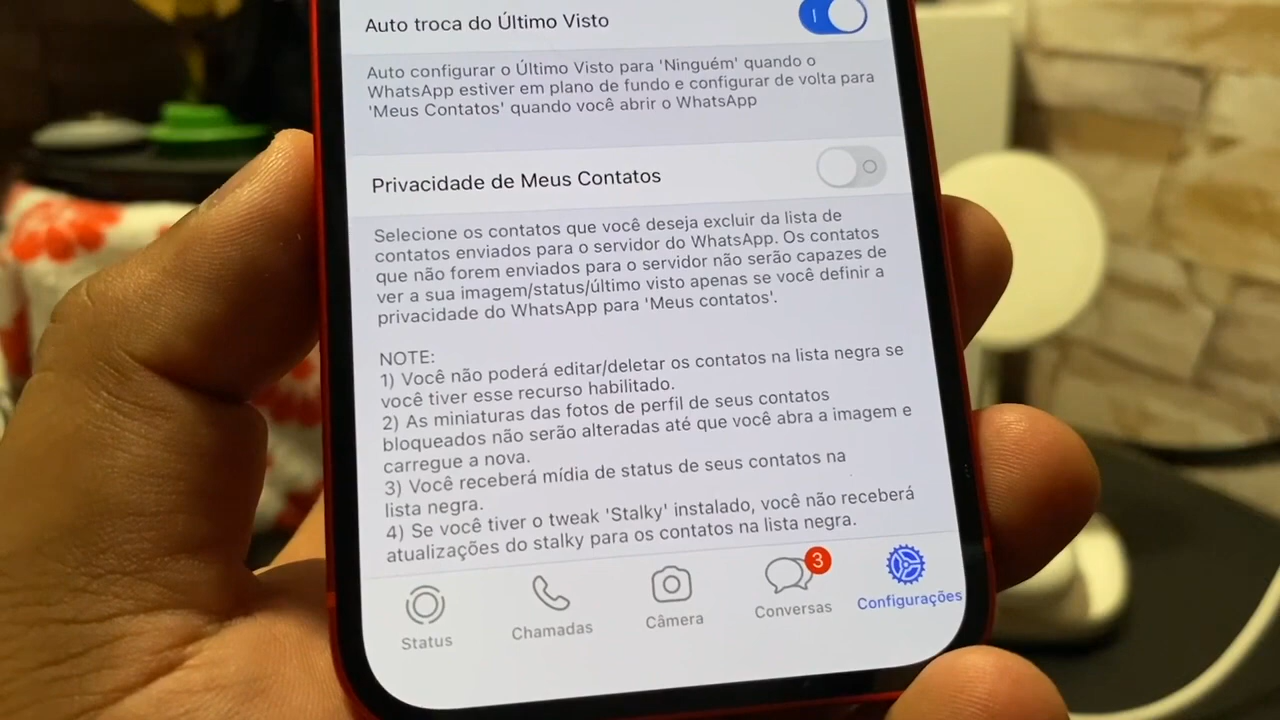 Auto troca do Último Visto
Auto configurar o Último Visto para 'Ninguém' quando o
WhatsApp estiver em plano de fundo e configurar de volta para
'Meus Contatos' quando você abrir o WhatsApp
Privacidade de Meus Contatos
Selecione os contatos que você deseja excluir da lista de
contatos enviados para o servidor do WhatsApp. Os contatos
que não forem enviados para o servidor não serão capazes de
ver a sua imagem/status/último visto apenas se você definir a
privacidade do WhatsApp para 'Meus contatos'.
NOTE:
1) Você não poderá editar/deletar os contatos na lista negra se
você tiver esse recurso habilitado.
2) As miniaturas das fotos de perfil de seus contatos
bloqueados não serão alteradas até que você abra a imagem e
carregue a nova.
3) Você receberá mídia de status de seus contatos na
lista negra.
4) Se você tiver o tweak 'Stalky' instalado, você não receberá
atualizações do stalky para os contatos na lista negra.
3
Status
Chamadas
Câmera
Conversas
Configurações